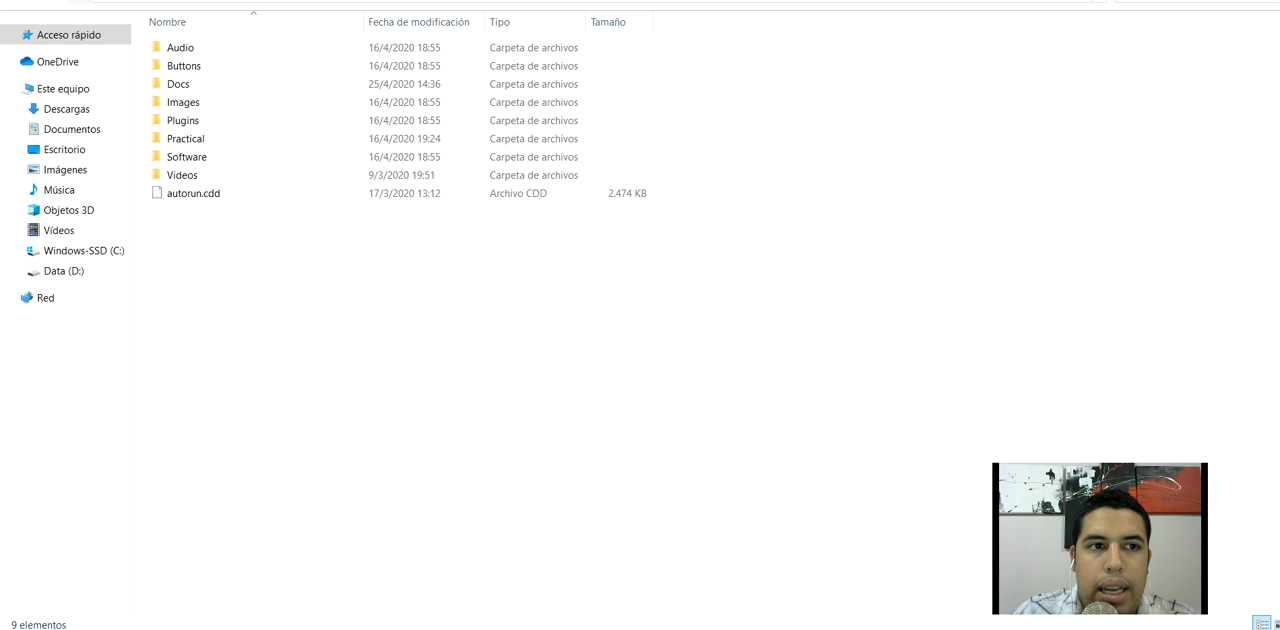 Nombre Fecha de modificación Tipo Tamaño
Acceso rápido
OneDrive
Este equipo
Descargas
Documentos
Escritorio
Imágenes
Música
Objetos 3D
Vídeos
Windows-SSD (C:)
Data (D:)
Red
Audio 16/4/2020 18:55 Carpeta de archivos
Buttons 16/4/2020 18:55 Carpeta de archivos
Docs 25/4/2020 14:36 Carpeta de archivos
Images 16/4/2020 18:55 Carpeta de archivos
Plugins 16/4/2020 18:55 Carpeta de archivos
Practical 16/4/2020 19:24 Carpeta de archivos
Software 16/4/2020 18:55 Carpeta de archivos
Videos 9/3/2020 19:51 Carpeta de archivos
autorun.cdd 17/3/2020 13:12 Archivo CDD 2.474 KB
9 elementos